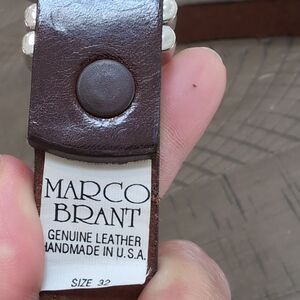 MARCO
BRANT
GENUINE LEATHER
HANDMADE IN U.S.A.
SIZE 32